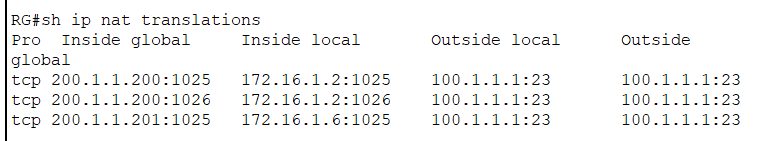 RG#sh ip nat translations
Pro  Inside global     Inside local       Outside local      Outside
global
tcp 200.1.1.200:1025   172.16.1.2:1025    100.1.1.1:23       100.1.1.1:23
tcp 200.1.1.200:1026   172.16.1.2:1026    100.1.1.1:23       100.1.1.1:23
tcp 200.1.1.201:1025   172.16.1.6:1025    100.1.1.1:23       100.1.1.1:23